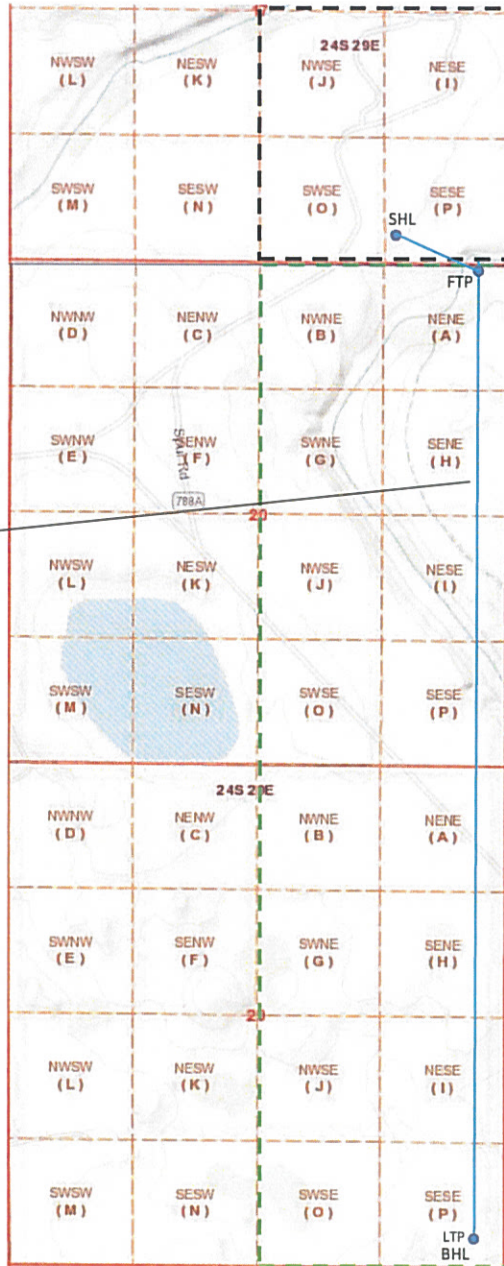 17
24S 29E
NWSW NESW NWSE NESE
(L) (K) (J) (I)
SWSW SESW SWSE SESE
(M) (N) (O) (P)
SHL
FTP
NWNW NENW NWNE NENE
(D) (C) (B) (A)
SWNW SENW SWNE SENE
(E) (F) (G) (H)
Spur Rd
788A
20
NWSW NESW NWSE NESE
(L) (K) (J) (I)
SWSW SESW SWSE SESE
(M) (N) (O) (P)
24S 29E
NWNW NENW NWNE NENE
(D) (C) (B) (A)
SWNW SENW SWNE SENE
(E) (F) (G) (H)
NWSW NESW NWSE NESE
(L) (K) (J) (I)
SWSW SESW SWSE SESE
(M) (N) (O) (P)
LTP
BHL